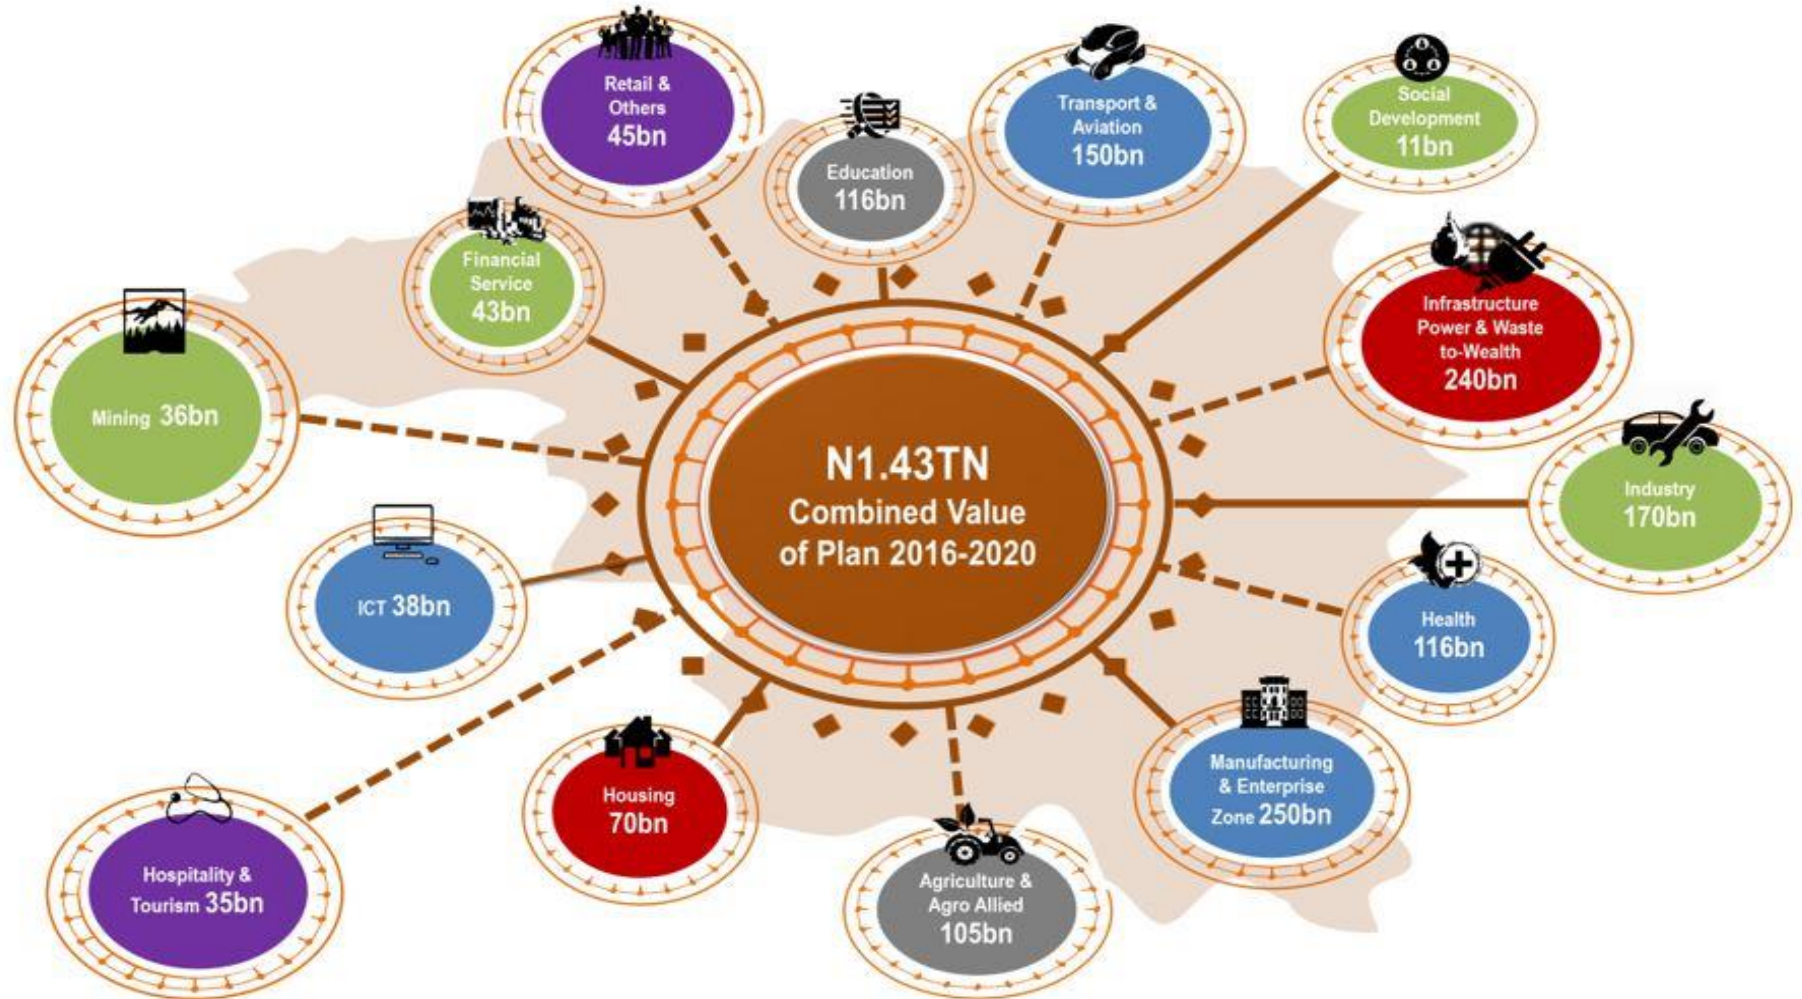 Retail &
Others
45bn
Education
116bn
Transport &
Aviation
150bn
Social
Development
11bn
Financial
Service
43bn
Infrastructure
Power & Waste
to-Wealth
240bn
Mining 36bn
N1.43TN
Combined Value
of Plan 2016-2020
Industry
170bn
ICT 38bn
Health
116bn
Housing
70bn
Manufacturing
& Enterprise
Zone 250bn
Hospitality &
Tourism 35bn
Agriculture &
Agro Allied
105bn